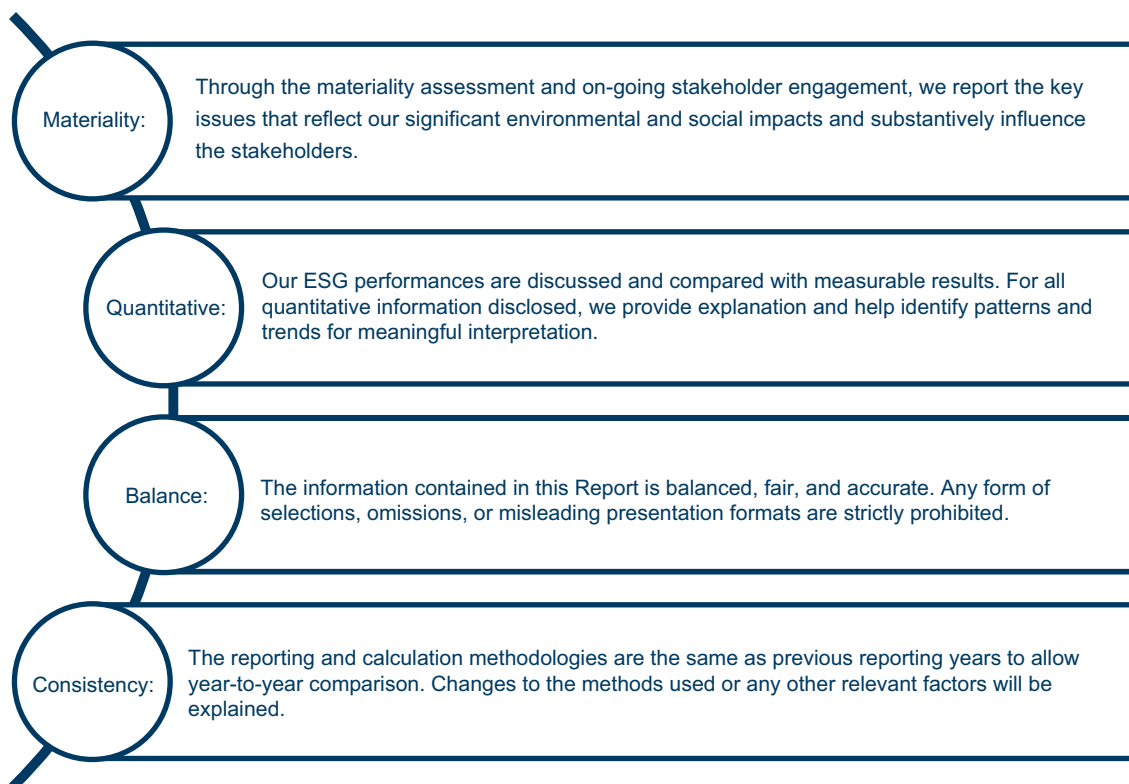 Materiality:
Through the materiality assessment and on-going stakeholder engagement, we report the key
issues that reflect our significant environmental and social impacts and substantively influence
the stakeholders.
Quantitative:
Our ESG performances are discussed and compared with measurable results. For all
quantitative information disclosed, we provide explanation and help identify patterns and
trends for meaningful interpretation.
Balance:
The information contained in this Report is balanced, fair, and accurate. Any form of
selections, omissions, or misleading presentation formats are strictly prohibited.
Consistency:
The reporting and calculation methodologies are the same as previous reporting years to allow
year-to-year comparison. Changes to the methods used or any other relevant factors will be
explained.